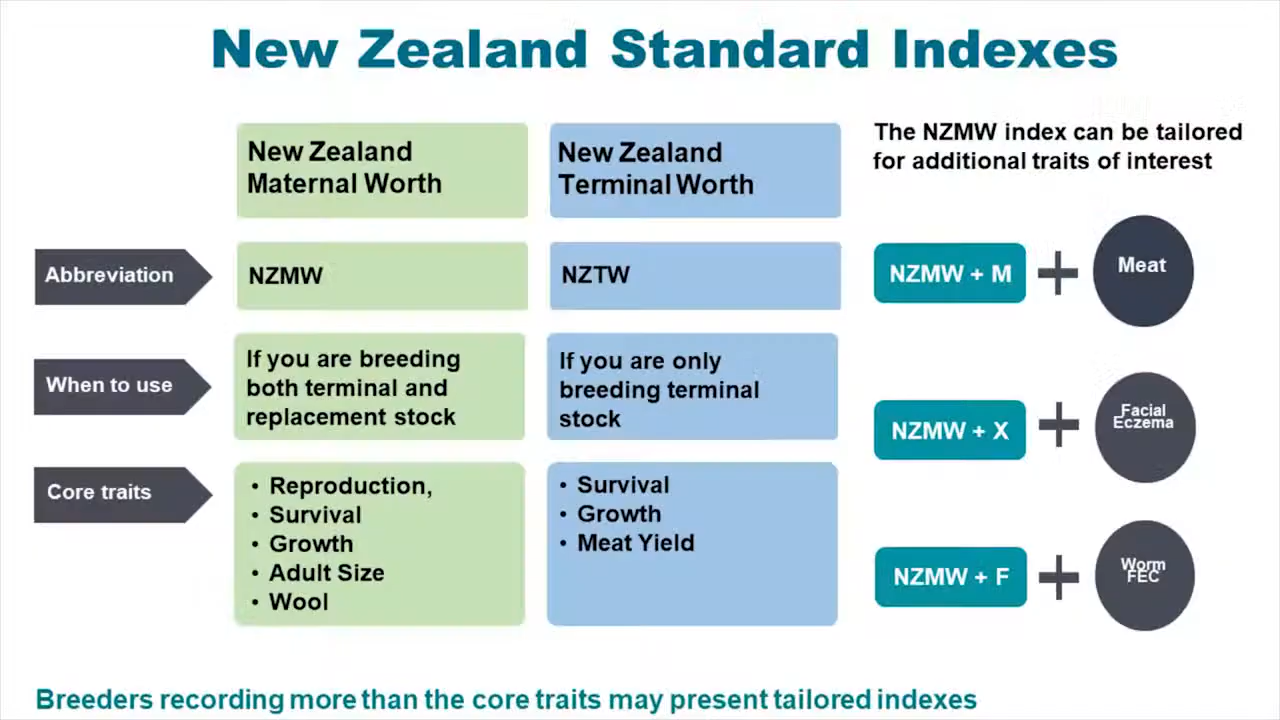 New Zealand Standard Indexes
New Zealand
Maternal Worth
New Zealand
Terminal Worth
The NZMW index can be tailored
for additional traits of interest
Abbreviation
NZMW
NZTW
NZMW + M
Meat
When to use
If you are breeding
both terminal and
replacement stock
If you are only
breeding terminal
stock
NZMW + X
Facial
Eczema
Core traits
• Reproduction,
• Survival
• Growth
• Adult Size
• Wool
• Survival
• Growth
• Meat Yield
NZMW + F
Worm
FEC
Breeders recording more than the core traits may present tailored indexes